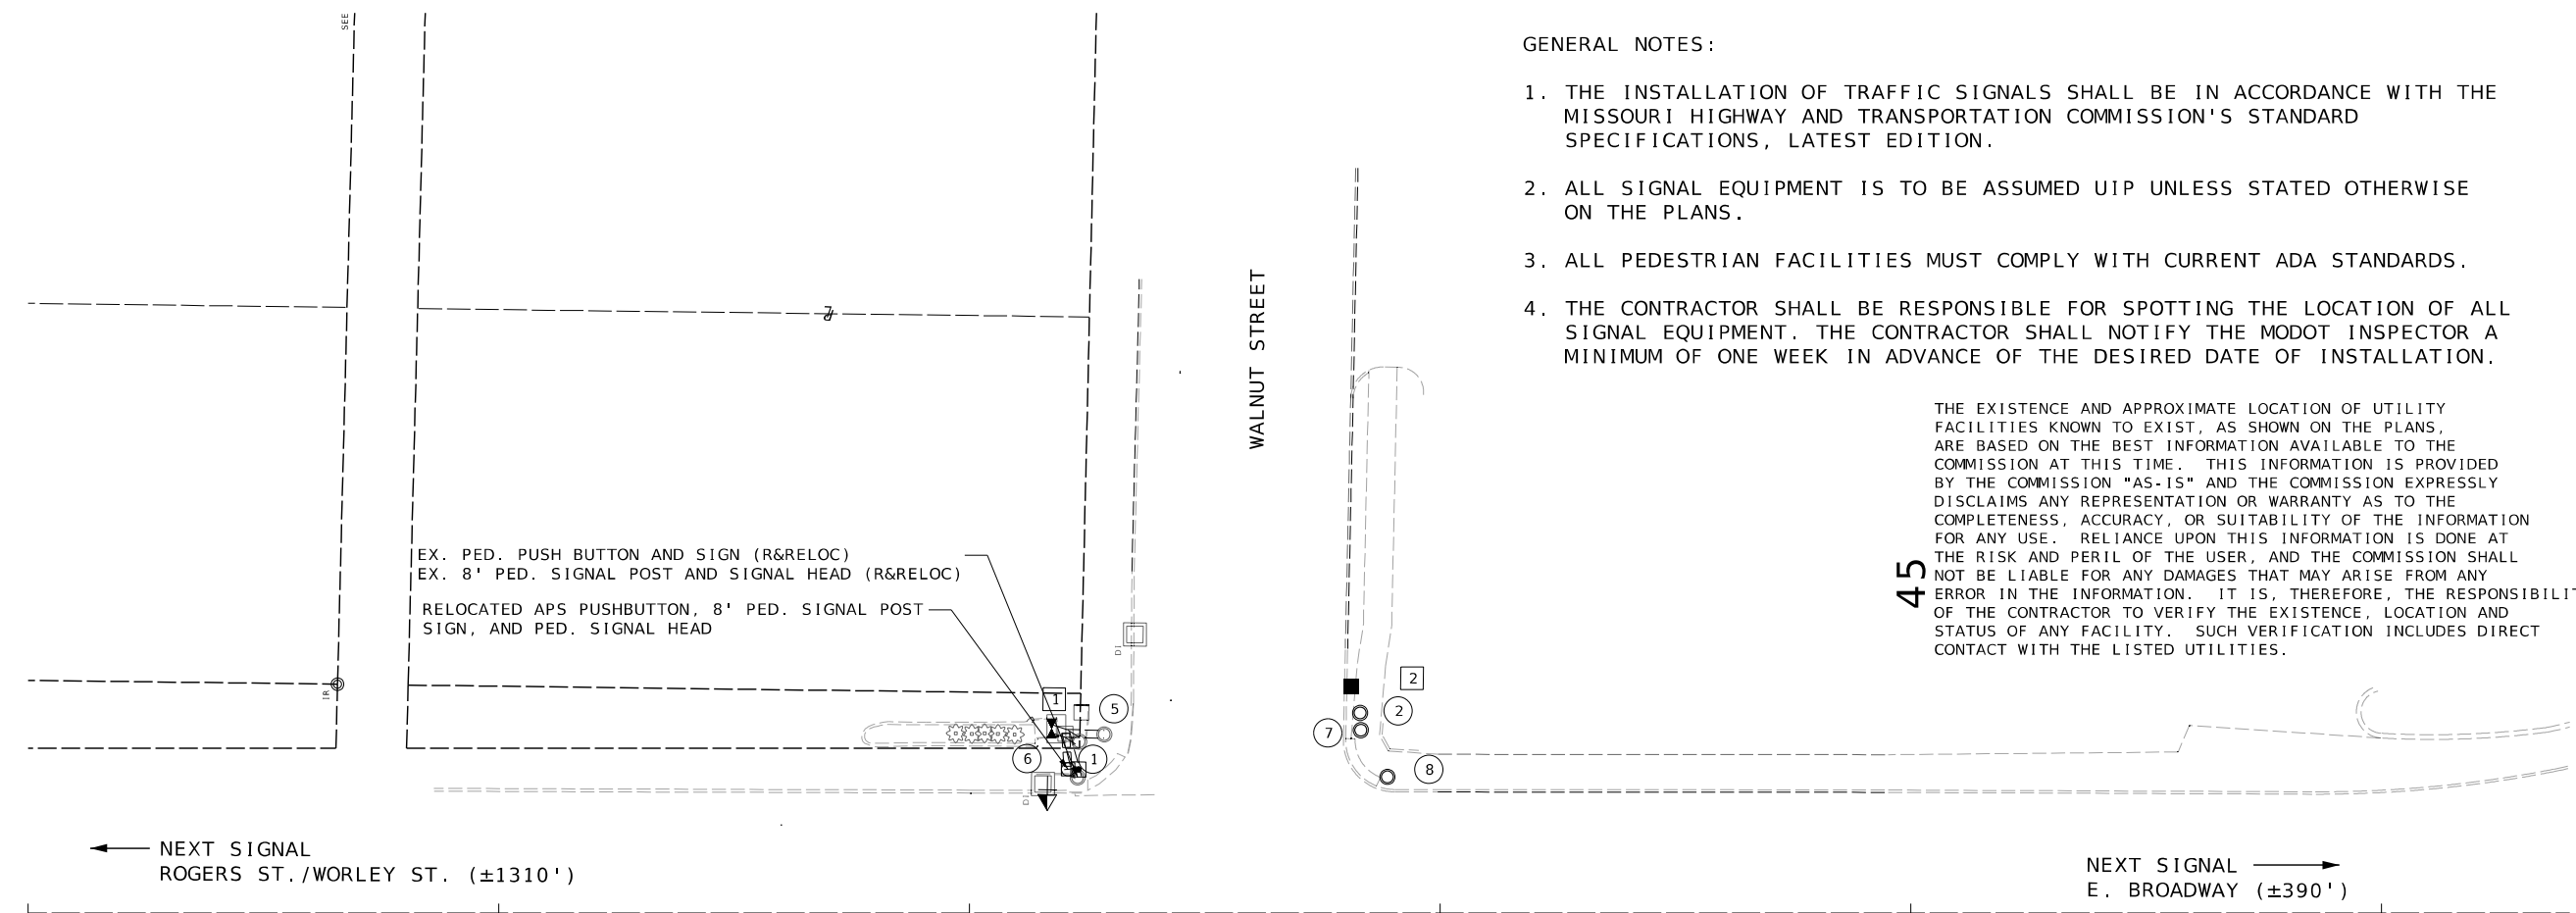 SEE
GENERAL NOTES:
1. THE INSTALLATION OF TRAFFIC SIGNALS SHALL BE IN ACCORDANCE WITH THE
MISSOURI HIGHWAY AND TRANSPORTATION COMMISSION'S STANDARD
SPECIFICATIONS, LATEST EDITION.
2. ALL SIGNAL EQUIPMENT IS TO BE ASSUMED UIP UNLESS STATED OTHERWISE
ON THE PLANS.
3. ALL PEDESTRIAN FACILITIES MUST COMPLY WITH CURRENT ADA STANDARDS.
4. THE CONTRACTOR SHALL BE RESPONSIBLE FOR SPOTTING THE LOCATION OF ALL
SIGNAL EQUIPMENT. THE CONTRACTOR SHALL NOTIFY THE MODOT INSPECTOR A
MINIMUM OF ONE WEEK IN ADVANCE OF THE DESIRED DATE OF INSTALLATION.
WALNUT STREET
THE EXISTENCE AND APPROXIMATE LOCATION OF UTILITY
FACILITIES KNOWN TO EXIST, AS SHOWN ON THE PLANS,
ARE BASED ON THE BEST INFORMATION AVAILABLE TO THE
COMMISSION AT THIS TIME. THIS INFORMATION IS PROVIDED
BY THE COMMISSION "AS-IS" AND THE COMMISSION EXPRESSLY
DISCLAIMS ANY REPRESENTATION OR WARRANTY AS TO THE
COMPLETENESS, ACCURACY, OR SUITABILITY OF THE INFORMATION
FOR ANY USE. RELIANCE UPON THIS INFORMATION IS DONE AT
THE RISK AND PERIL OF THE USER, AND THE COMMISSION SHALL
NOT BE LIABLE FOR ANY DAMAGES THAT MAY ARISE FROM ANY
ERROR IN THE INFORMATION. IT IS, THEREFORE, THE RESPONSIBILIT
OF THE CONTRACTOR TO VERIFY THE EXISTENCE, LOCATION AND
STATUS OF ANY FACILITY. SUCH VERIFICATION INCLUDES DIRECT
CONTACT WITH THE LISTED UTILITIES.
45
EX. PED. PUSH BUTTON AND SIGN (R&RELOC)
EX. 8' PED. SIGNAL POST AND SIGNAL HEAD (R&RELOC)
RELOCATED APS PUSHBUTTON, 8' PED. SIGNAL POST
SIGN, AND PED. SIGNAL HEAD
DI
IR
1
5
6
1
DI
2
2
7
8
NEXT SIGNAL
ROGERS ST./WORLEY ST. (±1310')
NEXT SIGNAL
E. BROADWAY (±390')